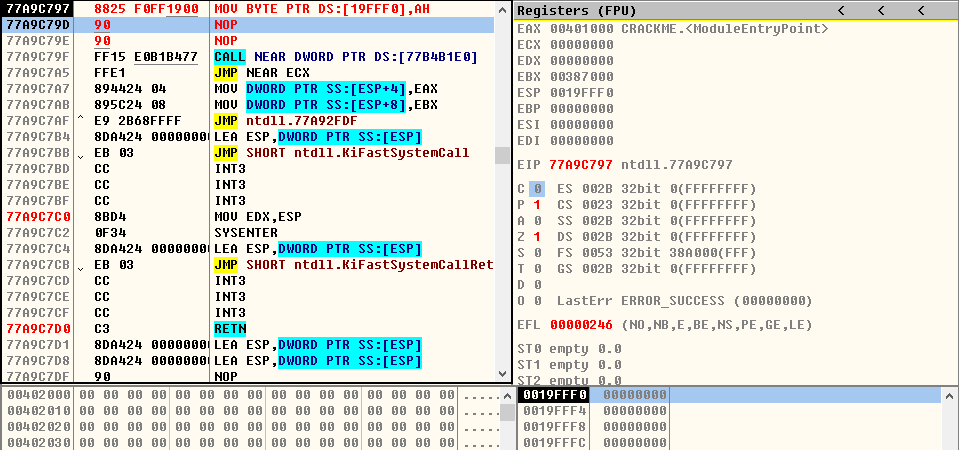 77A9C797 8825 F0FF1900 MOV BYTE PTR DS:[19FFF0],AH
77A9C79D 90 NOP
77A9C79E 90 NOP
77A9C79F FF15 E0B1B477 CALL NEAR DWORD PTR DS:[77B4B1E0]
77A9C7A5 FFE1 JMP NEAR ECX
77A9C7A7 894424 04 MOV DWORD PTR SS:[ESP+4],EAX
77A9C7AB 895C24 08 MOV DWORD PTR SS:[ESP+8],EBX
77A9C7AF ^ E9 2B68FFFF JMP ntdll.77A92FDF
77A9C7B4 8DA424 0000000 LEA ESP,DWORD PTR SS:[ESP]
77A9C7BB EB 03 JMP SHORT ntdll.KiFastSystemCall
77A9C7BD CC INT3
77A9C7BE CC INT3
77A9C7BF CC INT3
77A9C7C0 8BD4 MOV EDX,ESP
77A9C7C2 0F34 SYSENTER
77A9C7C4 8DA424 0000000 LEA ESP,DWORD PTR SS:[ESP]
77A9C7CB EB 03 JMP SHORT ntdll.KiFastSystemCallRet
77A9C7CD CC INT3
77A9C7CE CC INT3
77A9C7CF CC INT3
77A9C7D0 C3 RETN
77A9C7D1 8DA424 0000000 LEA ESP,DWORD PTR SS:[ESP]
77A9C7D8 8DA424 0000000 LEA ESP,DWORD PTR SS:[ESP]
77A9C7DF 90 NOP
Registers (FPU) < < <
EAX 00401000 CRACKME.<ModuleEntryPoint>
ECX 00000000
EDX 00000000
EBX 00387000
ESP 0019FFF0
EBP 00000000
ESI 00000000
EDI 00000000
EIP 77A9C797 ntdll.77A9C797
C 0 ES 002B 32bit 0(FFFFFFFF)
P 1 CS 0023 32bit 0(FFFFFFFF)
A 0 SS 002B 32bit 0(FFFFFFFF)
Z 1 DS 002B 32bit 0(FFFFFFFF)
S 0 FS 0053 32bit 38A000(FFF)
T 0 GS 002B 32bit 0(FFFFFFFF)
D 0
O 0 LastErr ERROR_SUCCESS (00000000)
EFL 00000246 (NO,NB,E,BE,NS,PE,GE,LE)
ST0 empty 0.0
ST1 empty 0.0
ST2 empty 0.0
00402000 00 00 00 00 00 00 00 00 00 00 00 00 00 00 00 00 .....
00402010 00 00 00 00 00 00 00 00 00 00 00 00 00 00 00 00 .....
00402020 00 00 00 00 00 00 00 00 00 00 00 00 00 00 00 00 .....
00402030 00 00 00 00 00 00 00 00 00 00 00 00 00 00 00 00 .....
0019FFF0 00000000
0019FFF4 00000000
0019FFF8 00000000
0019FFFC 00000000